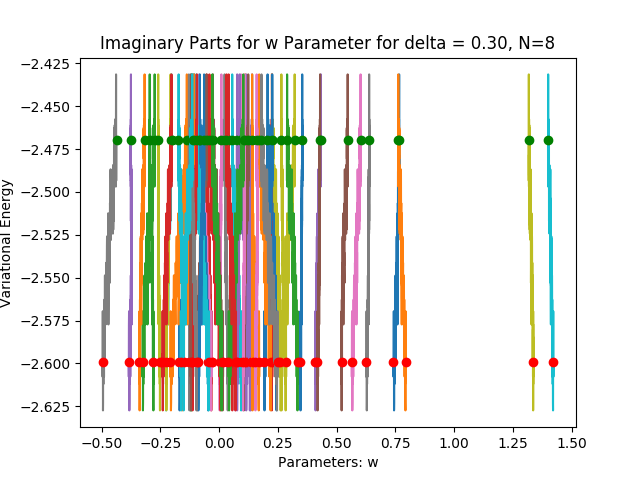 Imaginary Parts for w Parameter for delta = 0.30, N=8
Variational Energy
−2.425
−2.450
−2.475
−2.500
−2.525
−2.550
−2.575
−2.600
−2.625
−0.50 −0.25 0.00 0.25 0.50 0.75 1.00 1.25 1.50
Parameters: w